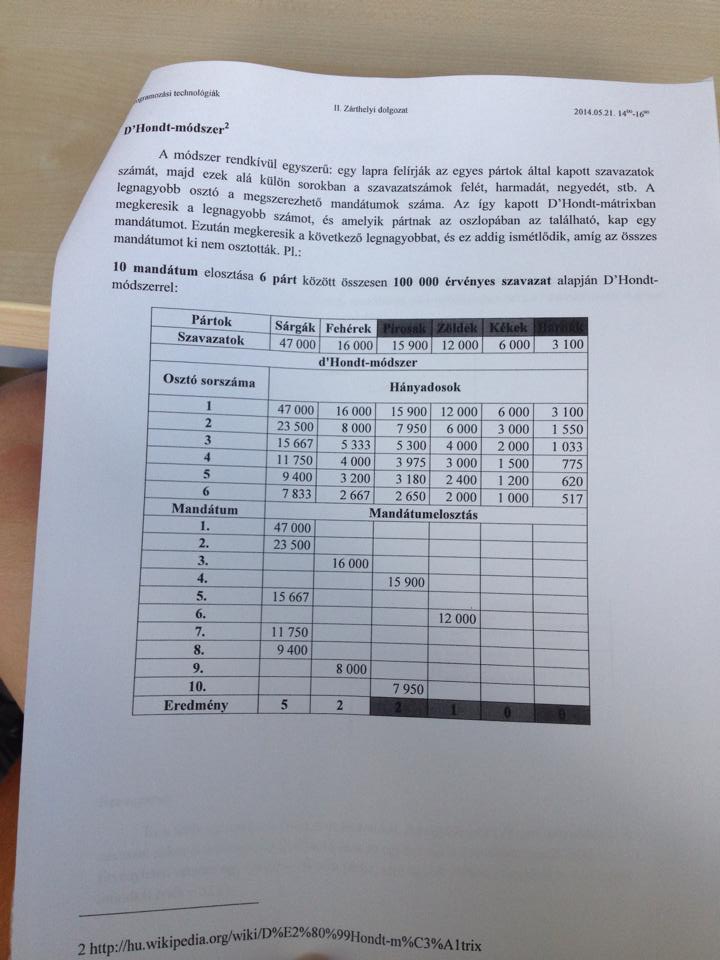 ogramozási technológiák
II. Zárthelyi dolgozat
2014.05.21. 14⁰⁰-16⁰⁰
D'Hondt-módszer²
A módszer rendkívül egyszerű: egy lapra felírják az egyes pártok által kapott szavazatok
számát, majd ezek alá külön sorokban a szavazatszámok felét, harmadát, negyedét, stb. A
legnagyobb osztó a megszerezhető mandátumok száma. Az így kapott D'Hondt-mátrixban
megkeresik a legnagyobb számot, és amelyik pártnak az oszlopában az található, kap egy
mandátumot. Ezután megkeresik a következő legnagyobbat, és ez addig ismétlődik, amíg az összes
mandátumot ki nem osztották. Pl.:
10 mandátum elosztása 6 párt között összesen 100 000 érvényes szavazat alapján D'Hondt-
módszerrel:
Pártok Sárgák Fehérek Pirosak Zöldek Kékek
Szavazatok 47 000 16 000 15 900 12 000 6 000 3 100
d'Hondt-módszer
Osztó sorszáma Hányadosok
1 47 000 16 000 15 900 12 000 6 000 3 100
2 23 500 8 000 7 950 6 000 3 000 1 550
3 15 667 5 333 5 300 4 000 2 000 1 033
4 11 750 4 000 3 975 3 000 1 500 775
5 9 400 3 200 3 180 2 400 1 200 620
6 7 833 2 667 2 650 2 000 1 000 517
Mandátum Mandátumelosztás
1. 47 000
2. 23 500
3. 16 000
4. 15 900
5. 15 667
6. 12 000
7. 11 750
8. 9 400
9. 8 000
10. 7 950
Eredmény 5 2 2 1 0 0
2 http://hu.wikipedia.org/wiki/D%E2%80%99Hondt-m%C3%A1trix